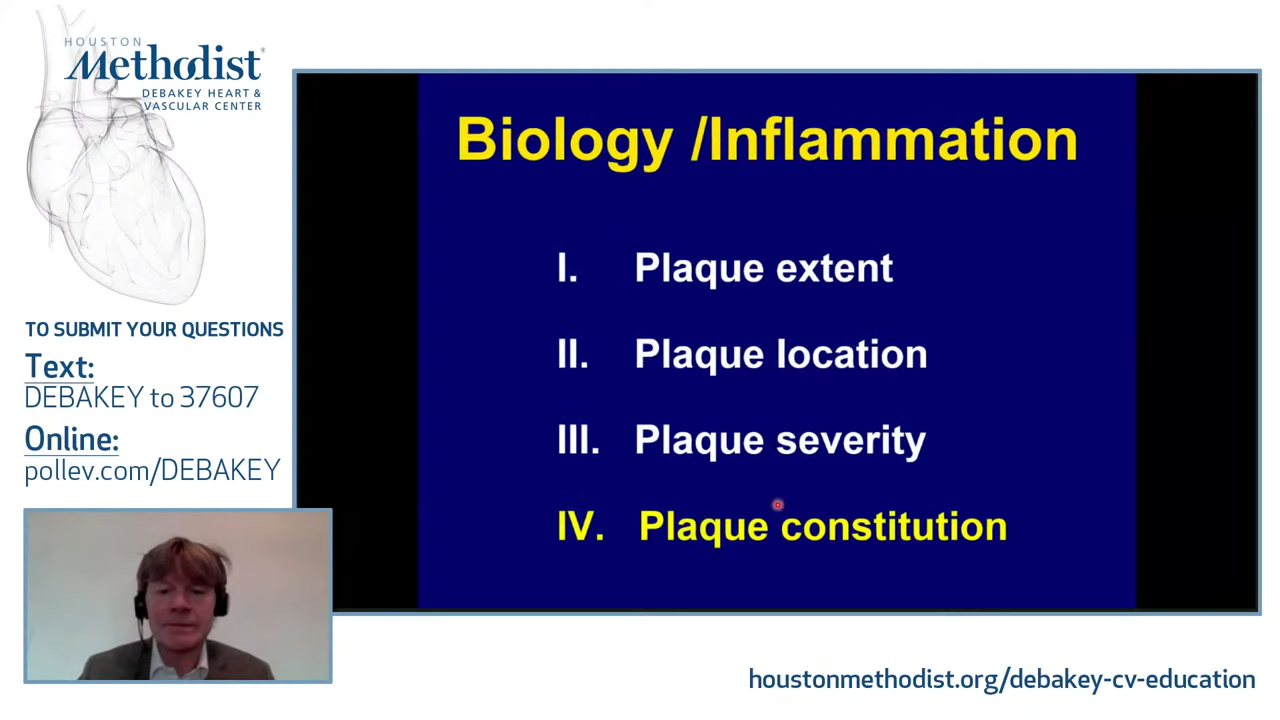 HOUSTON
Methodist®
DEBAKEY HEART &
VASCULAR CENTER
TO SUBMIT YOUR QUESTIONS
Text:
DEBAKEY to 37607
Online:
pollev.com/DEBAKEY
Biology /Inflammation
I. Plaque extent
II. Plaque location
III. Plaque severity
IV. Plaque constitution
houstonmethodist.org/debakey-cv-education